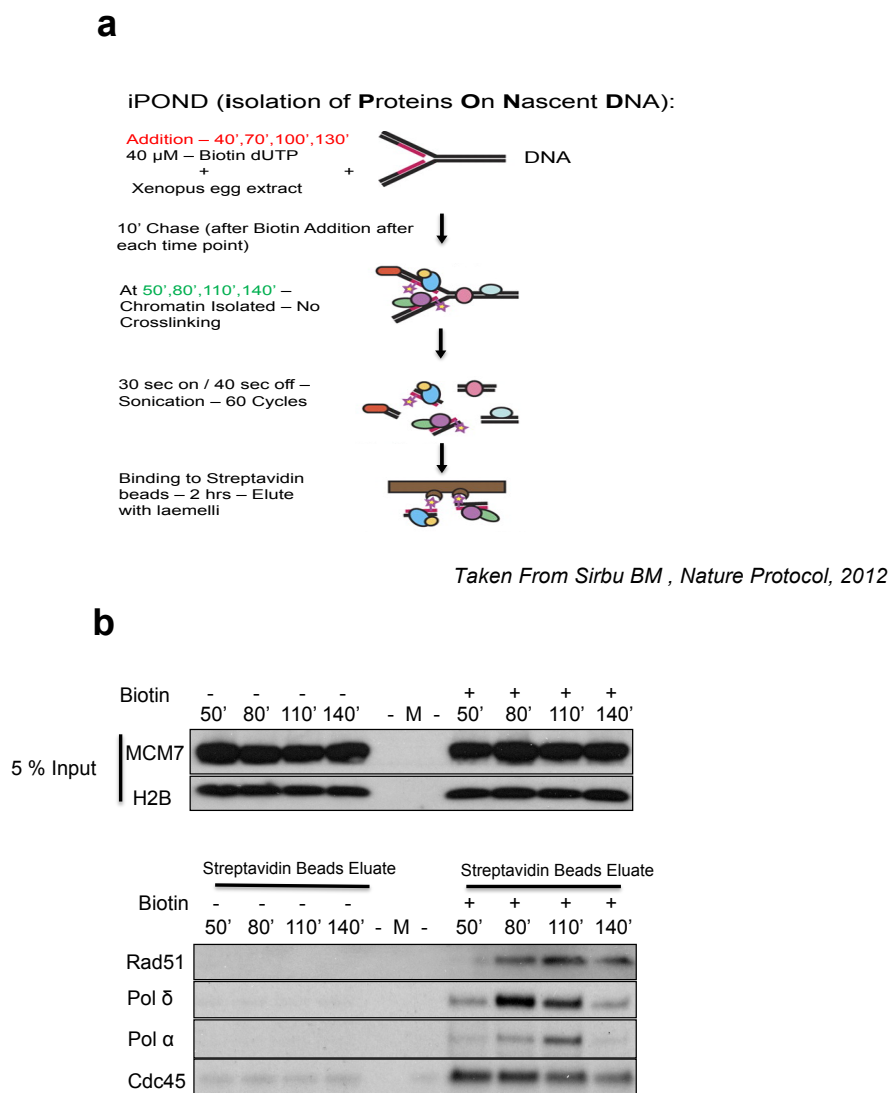 a
iPOND (isolation of Proteins On Nascent DNA):
Addition – 40’,70’,100’,130’
40 µM – Biotin dUTP
+ +
Xenopus egg extract
DNA
10’ Chase (after Biotin Addition after
each time point)
At 50’,80’,110’,140’ –
Chromatin Isolated – No
Crosslinking
30 sec on / 40 sec off –
Sonication – 60 Cycles
Binding to Streptavidin
beads – 2 hrs – Elute
with laemelli
Taken From Sirbu BM , Nature Protocol, 2012
b
Biotin - - - - + + + +
50’ 80’ 110’ 140’ - M - 50’ 80’ 110’ 140’
5 % Input
MCM7
H2B
Streptavidin Beads Eluate Streptavidin Beads Eluate
Biotin - - - - + + + +
50’ 80’ 110’ 140’ - M - 50’ 80’ 110’ 140’
Rad51
Pol δ
Pol α
Cdc45